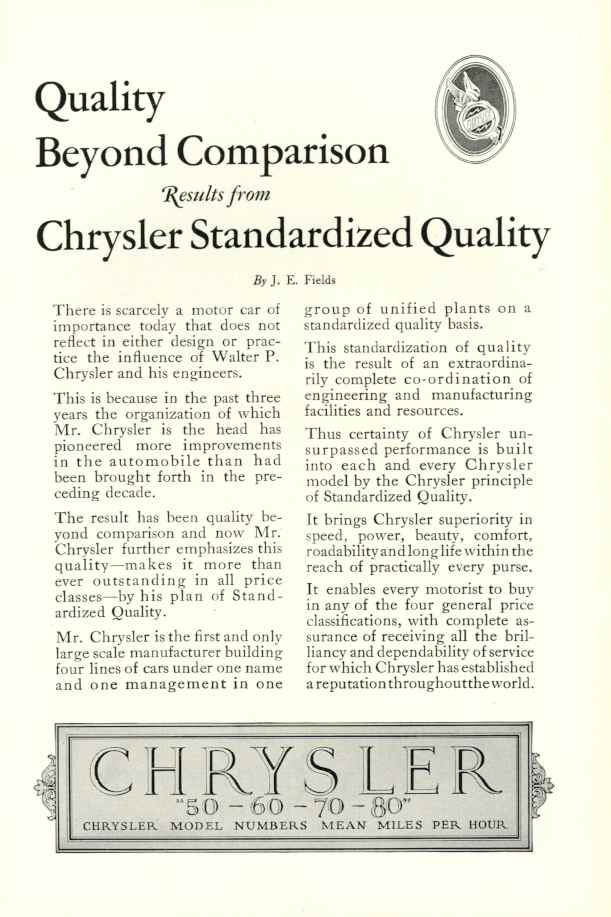 Quality
Beyond Comparison
Results from
Chrysler Standardized Quality
By J. E. Fields
There is scarcely a motor car of
importance today that does not
reflect in either design or prac-
tice the influence of Walter P.
Chrysler and his engineers.
This is because in the past three
years the organization of which
Mr. Chrysler is the head has
pioneered more improvements
in the automobile than had
been brought forth in the pre-
ceding decade.
The result has been quality be-
yond comparison and now Mr.
Chrysler further emphasizes this
quality—makes it more than
ever outstanding in all price
classes—by his plan of Stand-
ardized Quality.
Mr. Chrysler is the first and only
large scale manufacturer building
four lines of cars under one name
and one management in one
group of unified plants on a
standardized quality basis.
This standardization of quality
is the result of an extraordina-
rily complete co-ordination of
engineering and manufacturing
facilities and resources.
Thus certainty of Chrysler un-
surpassed performance is built
into each and every Chrysler
model by the Chrysler principle
of Standardized Quality.
It brings Chrysler superiority in
speed, power, beauty, comfort,
roadability and long life within the
reach of practically every purse.
It enables every motorist to buy
in any of the four general price
classifications, with complete as-
surance of receiving all the bril-
liancy and dependability of service
for which Chrysler has established
a reputation throughout the world.
CHRYSLER
"50 – 60 – 70 – 80"
CHRYSLER MODEL NUMBERS MEAN MILES PER HOUR